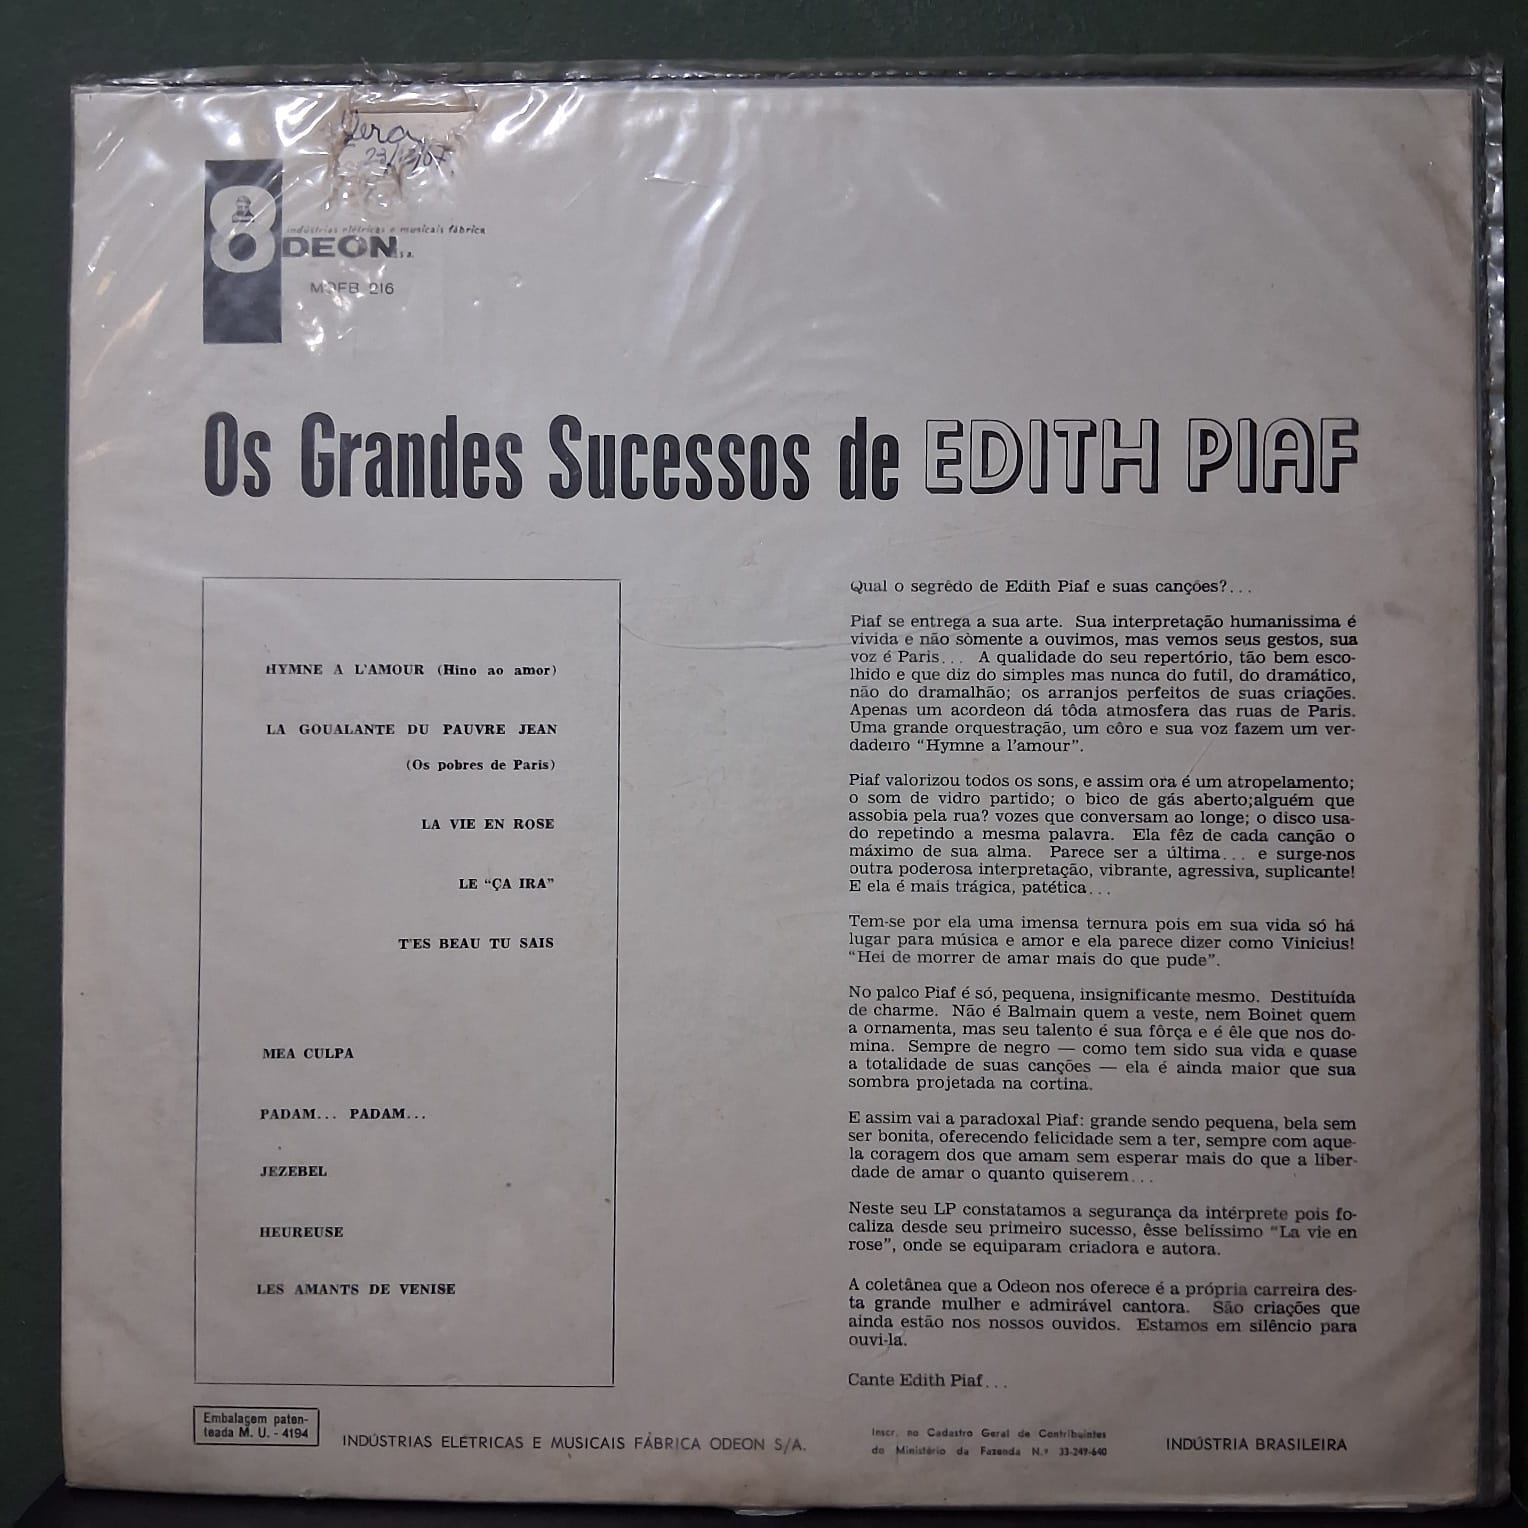 Vera
indústrias elétricas e musicais fábrica
ODEON s.a.
MOFB 216
Os Grandes Sucessos de EDITH PIAF
HYMNE A L'AMOUR (Hino ao amor)
LA GOUALANTE DU PAUVRE JEAN
(Os pobres de Paris)
LA VIE EN ROSE
LE “ÇA IRA”
T'ES BEAU TU SAIS
MEA CULPA
PADAM... PADAM...
JEZEBEL
HEUREUSE
LES AMANTS DE VENISE
Qual o segrêdo de Edith Piaf e suas canções?...
Piaf se entrega a sua arte. Sua interpretação humanissima é
vivida e não sòmente a ouvimos, mas vemos seus gestos, sua
voz é Paris... A qualidade do seu repertório, tão bem esco-
lhido e que diz do simples mas nunca do futil, do dramático,
não do dramalhão; os arranjos perfeitos de suas criações.
Apenas um acordeon dá tôda atmosfera das ruas de Paris.
Uma grande orquestração, um côro e sua voz fazem um ver-
dadeiro “Hymne a l'amour”.
Piaf valorizou todos os sons, e assim ora é um atropelamento;
o som de vidro partido; o bico de gás aberto;alguém que
assobia pela rua? vozes que conversam ao longe; o disco usa-
do repetindo a mesma palavra. Ela fêz de cada canção o
máximo de sua alma. Parece ser a última... e surge-nos
outra poderosa interpretação, vibrante, agressiva, suplicante!
E ela é mais trágica, patética...
Tem-se por ela uma imensa ternura pois em sua vida só há
lugar para música e amor e ela parece dizer como Vinicius!
“Hei de morrer de amar mais do que pude”.
No palco Piaf é só, pequena, insignificante mesmo. Destituída
de charme. Não é Balmain quem a veste, nem Boinet quem
a ornamenta, mas seu talento é sua fôrça e é êle que nos do-
mina. Sempre de negro — como tem sido sua vida e quase
a totalidade de suas canções — ela é ainda maior que sua
sombra projetada na cortina.
E assim vai a paradoxal Piaf: grande sendo pequena, bela sem
ser bonita, oferecendo felicidade sem a ter, sempre com aque-
la coragem dos que amam sem esperar mais do que a liber-
dade de amar o quanto quiserem...
Neste seu LP constatamos a segurança da intérprete pois fo-
caliza desde seu primeiro sucesso, êsse belíssimo “La vie en
rose”, onde se equiparam criadora e autora.
A coletânea que a Odeon nos oferece é a própria carreira des-
ta grande mulher e admirável cantora. São criações que
ainda estão nos nossos ouvidos. Estamos em silêncio para
ouvi-la.
Cante Edith Piaf...
Embalagem paten-
teada M. U. - 4194
INDÚSTRIAS ELETRICAS E MUSICAIS FÁBRICA ODEON S/A.
Inscr. no Cadastro Geral de Contribuintes
do Ministério da Fazenda N.º 33-249-640
INDÚSTRIA BRASILEIRA